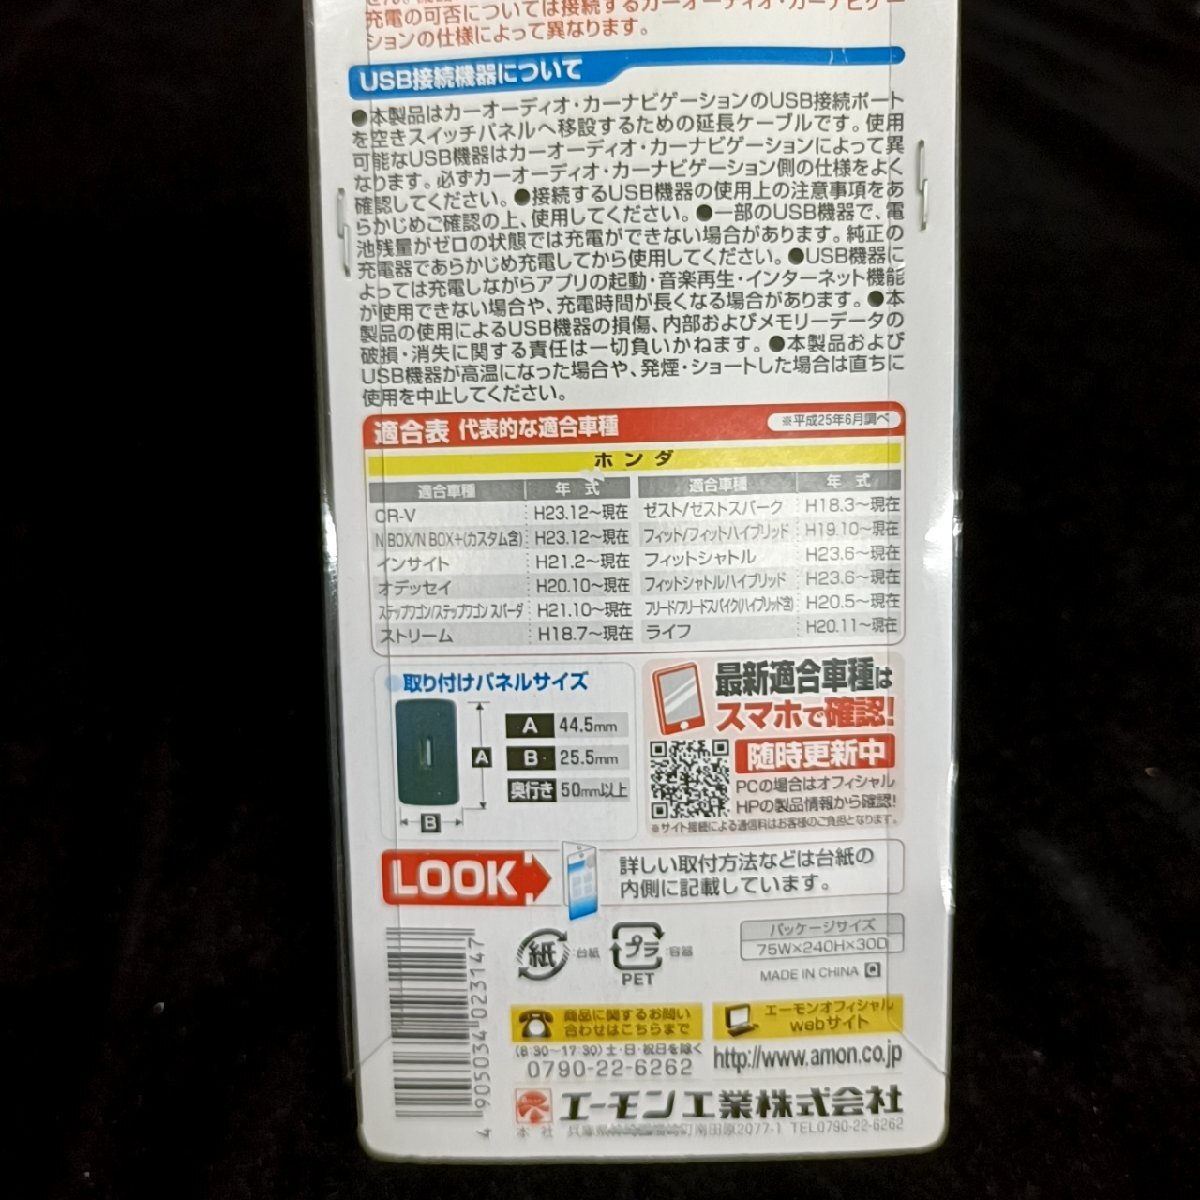 充電の可否については接続するカーオーディオ・カーナビゲー
ションの仕様によって異なります。
USB接続機器について
●本製品はカーオーディオ・カーナビゲーションのUSB接続ポート
を空きスイッチパネルへ移設するための延長ケーブルです。使用
可能なUSB機器はカーオーディオ・カーナビゲーションによって異
なります。必ずカーオーディオ・カーナビゲーション側の仕様をよく
確認してください。●接続するUSB機器の使用上の注意事項をあ
らかじめご確認の上、使用してください。●一部のUSB機器で、電
池残量がゼロの状態では充電ができない場合があります。純正の
充電器であらかじめ充電してから使用してください。●USB機器に
よっては充電しながらアプリの起動・音楽再生・インターネット機能
が使用できない場合や、充電時間が長くなる場合があります。●本
製品の使用によるUSB機器の損傷、内部およびメモリーデータの
破損・消失に関する責任は一切負いかねます。●本製品および
USB機器が高温になった場合や、発煙・ショートした場合は直ちに
使用を中止してください。
適合表 代表的な適合車種 ※平成25年6月調べ
ホンダ
適合車種 年式 適合車種 年式
CR-V H23.12〜現在 ゼスト/ゼストスパーク H18.3〜現在
N BOX/N BOX+(カスタム含) H23.12〜現在 フィット/フィットハイブリッド H19.10〜現在
インサイト H21.2〜現在 フィットシャトル H23.6〜現在
オデッセイ H20.10〜現在 フィットシャトルハイブリッド H23.6〜現在
ステップワゴン/ステップワゴン スパーダ H21.10〜現在 フリード/フリードスパイク(ハイブリッド含) H20.5〜現在
ストリーム H18.7〜現在 ライフ H20.11〜現在
取り付けパネルサイズ
A 44.5mm
B 25.5mm
奥行き 50mm以上
A
B
最新適合車種は
スマホで確認!
随時更新中
PCの場合はオフィシャル
HPの製品情報から確認!
※サイト接続による通信料はお客様のご負担となります。
LOOK
詳しい取付方法などは台紙の
内側に記載しています。
紙 :台紙
プラ :容器
PET
パッケージサイズ
75W×240H×30D
MADE IN CHINA
4 905034 023147
商品に関するお問い
合わせはこちらまで
(8:30〜17:30)土・日・祝日を除く
0790-22-6262
エーモンオフィシャル
webサイト
http://www.amon.co.jp
エーモン工業株式会社
本社 兵庫県 南田原2077-1 TEL0790-22-6262